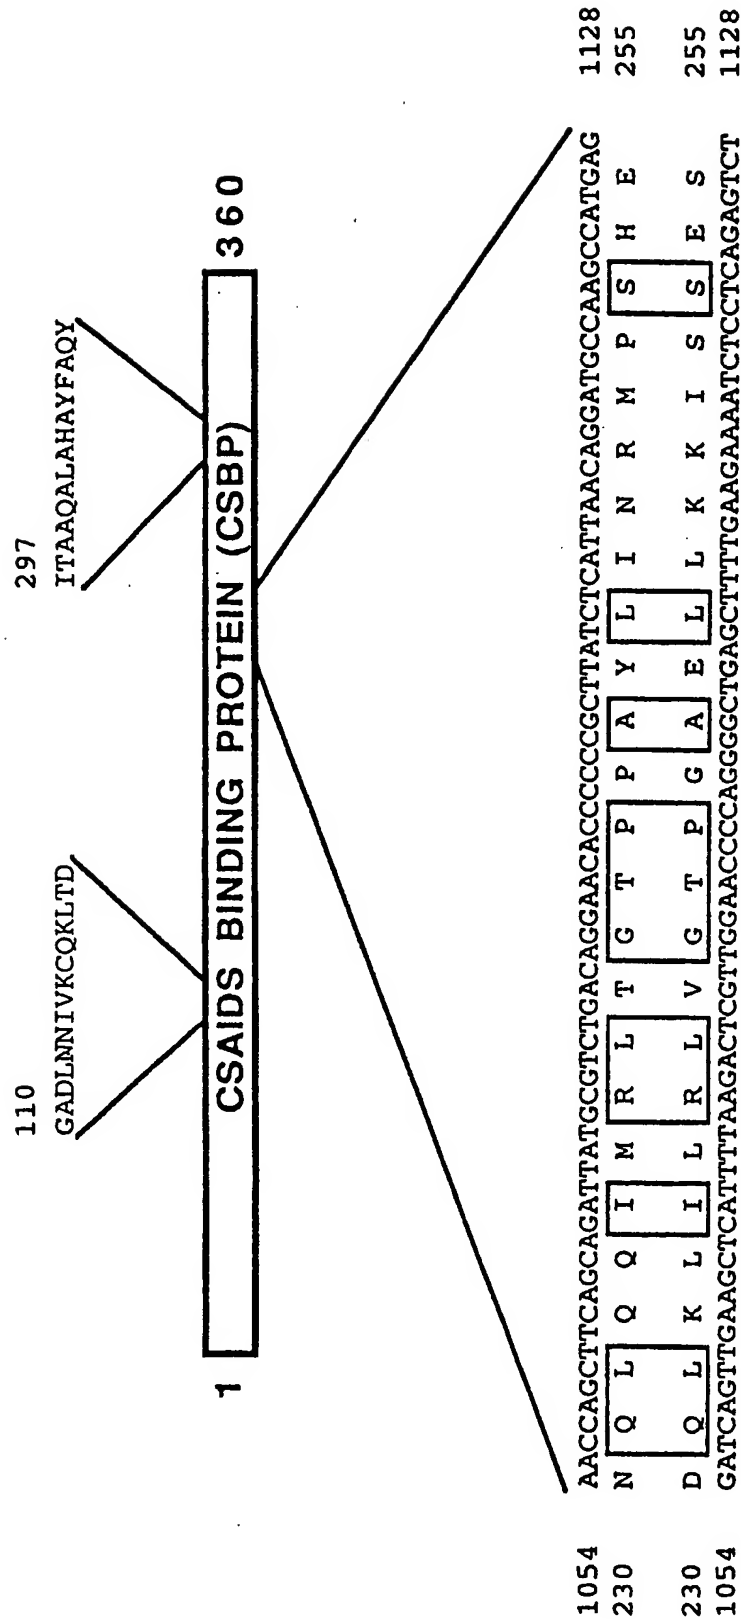 110
GADLNNIVKCQKLTD
297
ITAAQALAHAYFAQY
1 CSAIDS BINDING PROTEIN (CSBP) 360
1054 AACCAGCTTCAGCAGATTATGCGTCTGACAGGAACACCCCCCGCTTATCTCATTAACAGGATGCCAAGCCATGAG 1128
230 N Q L Q Q I M R L T G T P P A Y L I N R M P S H E 255
230 D Q L K L I L R L V G T P G A E L L K K I S S E S 255
1054 GATCAGTTGAAGCTCATTTTAAGACTCGTTGGAACCCCAGGGGCTGAGCTTTTGAAGAAAATCTCCTCAGAGTCT 1128